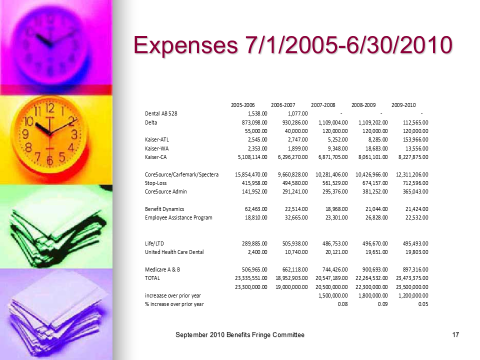 Expenses 7/1/2005-6/30/2010
2005-2006 2006-2007 2007-2008 2008-2009 2009-2010
Dental AB528 1,538.00 1,077.00 - - -
Delta 873,098.00 930,286.00 1,109,004.00 1,109,202.00 112,565.00
55,000.00 40,000.00 120,000.00 120,000.00 120,000.00
Kaiser-ATL 2,545.00 2,747.00 5,252.00 8,285.00 153,966.00
Kaiser-WA 2,353.00 1,899.00 9,348.00 18,683.00 13,556.00
Kaiser-CA 5,108,114.00 6,296,270.00 6,871,705.00 8,061,101.00 8,227,873.00
CoreSource/Carfemark/Spectera 15,854,470.00 9,660,828.00 10,281,406.00 10,426,966.00 12,311,206.00
Stop-Loss 415,958.00 494,580.00 561,529.00 674,157.00 712,596.00
CoreSource Admin 141,952.00 291,241.00 295,376.00 381,252.00 365,043.00
Benefit Dynamics 62,463.00 22,514.00 18,968.00 21,044.00 21,424.00
Employee Assistance Program 18,810.00 32,665.00 23,301.00 26,828.00 22,532.00
Life/LTD 289,885.00 505,938.00 486,753.00 496,670.00 495,493.00
United Health Care Dental 2,400.00 10,740.00 20,121.00 19,651.00 19,803.00
Medicare A & B 506,965.00 662,118.00 744,426.00 900,693.00 897,316.00
TOTAL 23,335,551.00 18,952,903.00 20,547,189.00 22,264,532.00 23,473,373.00
23,300,000.00 19,000,000.00 20,500,000.00 22,300,000.00 23,500,000.00
increase over prior year 1,500,000.00 1,800,000.00 1,200,000.00
% increase over prior year 0.08 0.09 0.05
September 2010 Benefits Fringe Committee 17